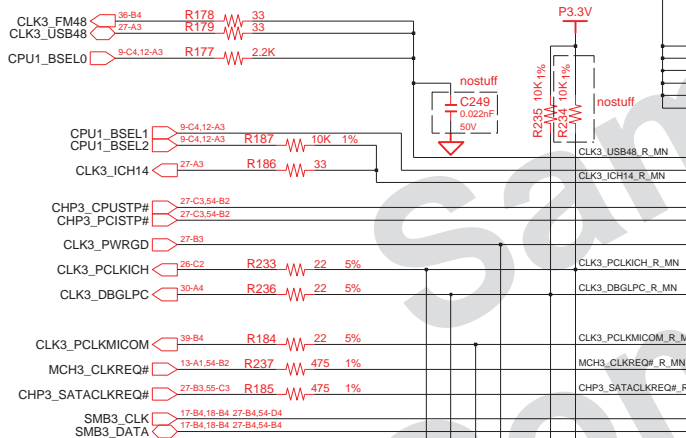 P3.3V
CLK3_FM48 36-B4 R178 33
CLK3_USB48 27-A3 R179 33
CPU1_BSEL0 9-C4,12-A3 R177 2.2K
nostuff
C249
0.022nF
50V
R235 10K 1%
R234 10K 1%
nostuff
CPU1_BSEL1 9-C4,12-A3
CPU1_BSEL2 9-C4,12-A3 R187 10K 1%
CLK3_USB48_R_MN
CLK3_ICH14 27-A3 R186 33
CLK3_ICH14_R_MN
CHP3_CPUSTP# 27-C3,54-B2
CHP3_PCISTP# 27-C3,54-B2
CLK3_PWRGD 27-B3
CLK3_PCLKICH 26-C2 R233 22 5% CLK3_PCLKICH_R_MN
CLK3_DBGLPC 30-A4 R236 22 5% CLK3_DBGLPC_R_MN
CLK3_PCLKMICOM 39-B4 R184 22 5% CLK3_PCLKMICOM_R_M
MCH3_CLKREQ# 13-A1,54-B2 R237 475 1% MCH3_CLKREQ#_R_MN
CHP3_SATACLKREQ# 27-B3,55-C3 R185 475 1% CHP3_SATACLKREQ#_R
SMB3_CLK 17-B4,18-B4 27-B4,54-D4
SMB3_DATA 17-B4,18-B4 27-B4,54-B4
Sam